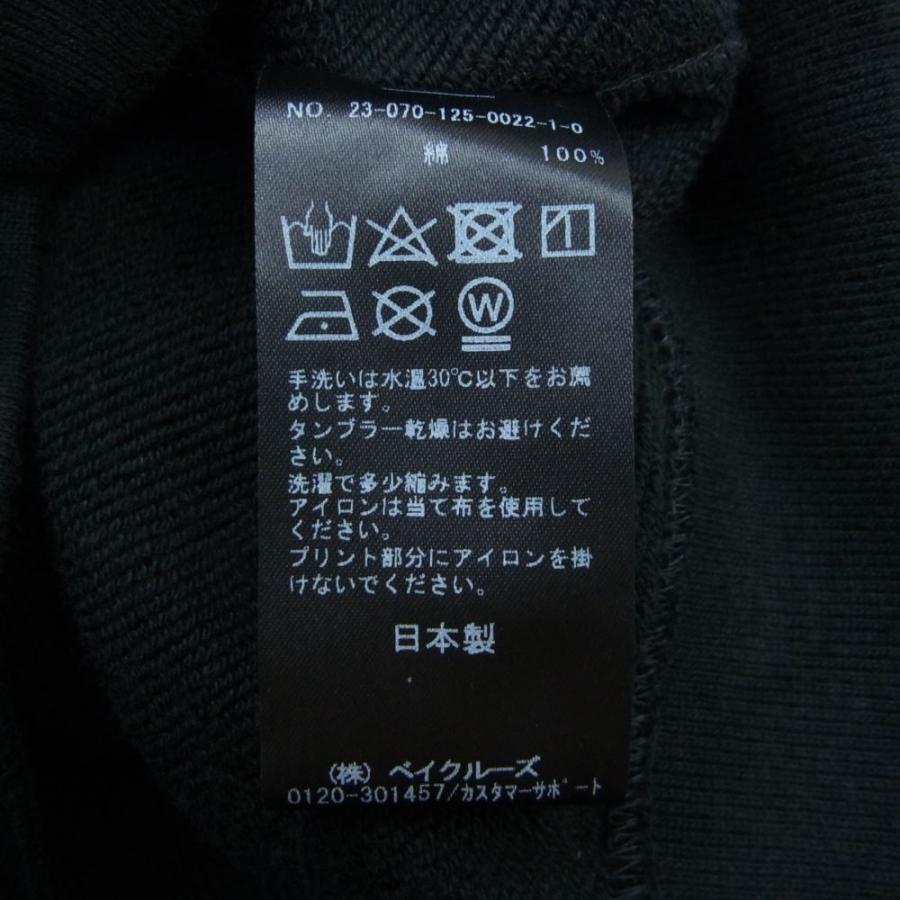 NO. 23-070-125-0022-1-0
綿 100%
W
手洗いは水温30℃以下をお薦
めします。
タンブラー乾燥はお避けくだ
さい。
洗濯で多少縮みます。
アイロンは当て布を使用して
ください。
プリント部分にアイロンを掛
けないでください。
日本製
(株) ベイクルーズ
0120-301457/カスタマーサポート